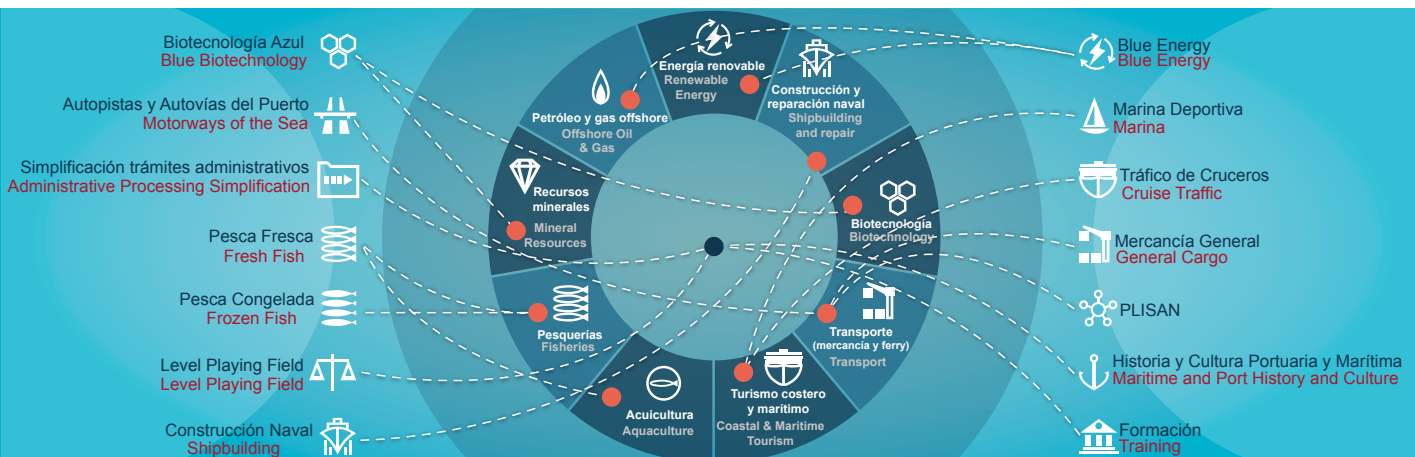 Biotecnología Azul
Blue Biotechnology
Autopistas y Autovías del Puerto
Motorways of the Sea
Simplificación trámites administrativos
Administrative Processing Simplification
Pesca Fresca
Fresh Fish
Pesca Congelada
Frozen Fish
Level Playing Field
Level Playing Field
Construcción Naval
Shipbuilding
Energía renovable
Renewable
Energy
Construcción y
reparación naval
Shipbuilding
and repair
Biotecnología
Biotechnology
Transporte
(mercancía y ferry)
Transport
Turismo costero
y marítimo
Coastal & Maritime
Tourism
Acuicultura
Aquaculture
Pesquerías
Fisheries
Recursos
minerales
Mineral
Resources
Petróleo y gas offshore
Offshore Oil
& Gas
Blue Energy
Blue Energy
Marina Deportiva
Marina
Tráfico de Cruceros
Cruise Traffic
Mercancía General
General Cargo
PLISAN
Historia y Cultura Portuaria y Marítima
Maritime and Port History and Culture
Formación
Training